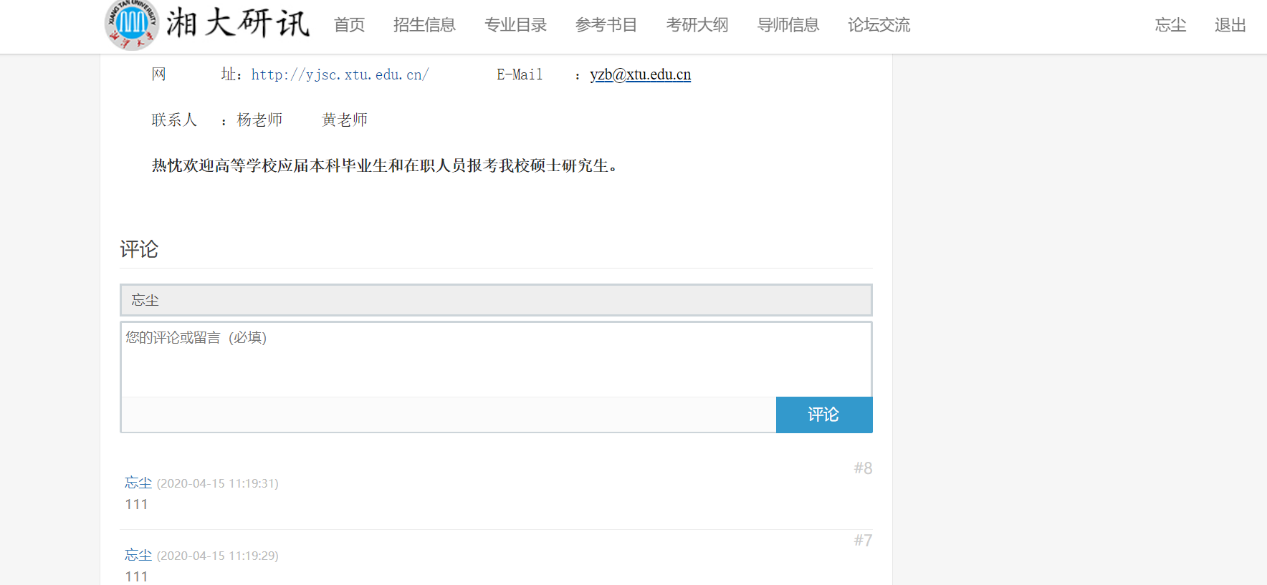 XIANG TAN UNIVERSITY
湘大研讯 首页 招生信息 专业目录 参考书目 考研大纲 导师信息 论坛交流 忘尘 退出
网 址：http://yjsc.xtu.edu.cn/ E-Mail ：yzb@xtu.edu.cn
联系人 ：杨老师 黄老师
热忱欢迎高等学校应届本科毕业生和在职人员报考我校硕士研究生。
评论
忘尘
您的评论或留言（必填）
评论
#8
忘尘 (2020-04-15 11:19:31)
111
#7
忘尘 (2020-04-15 11:19:29)
111